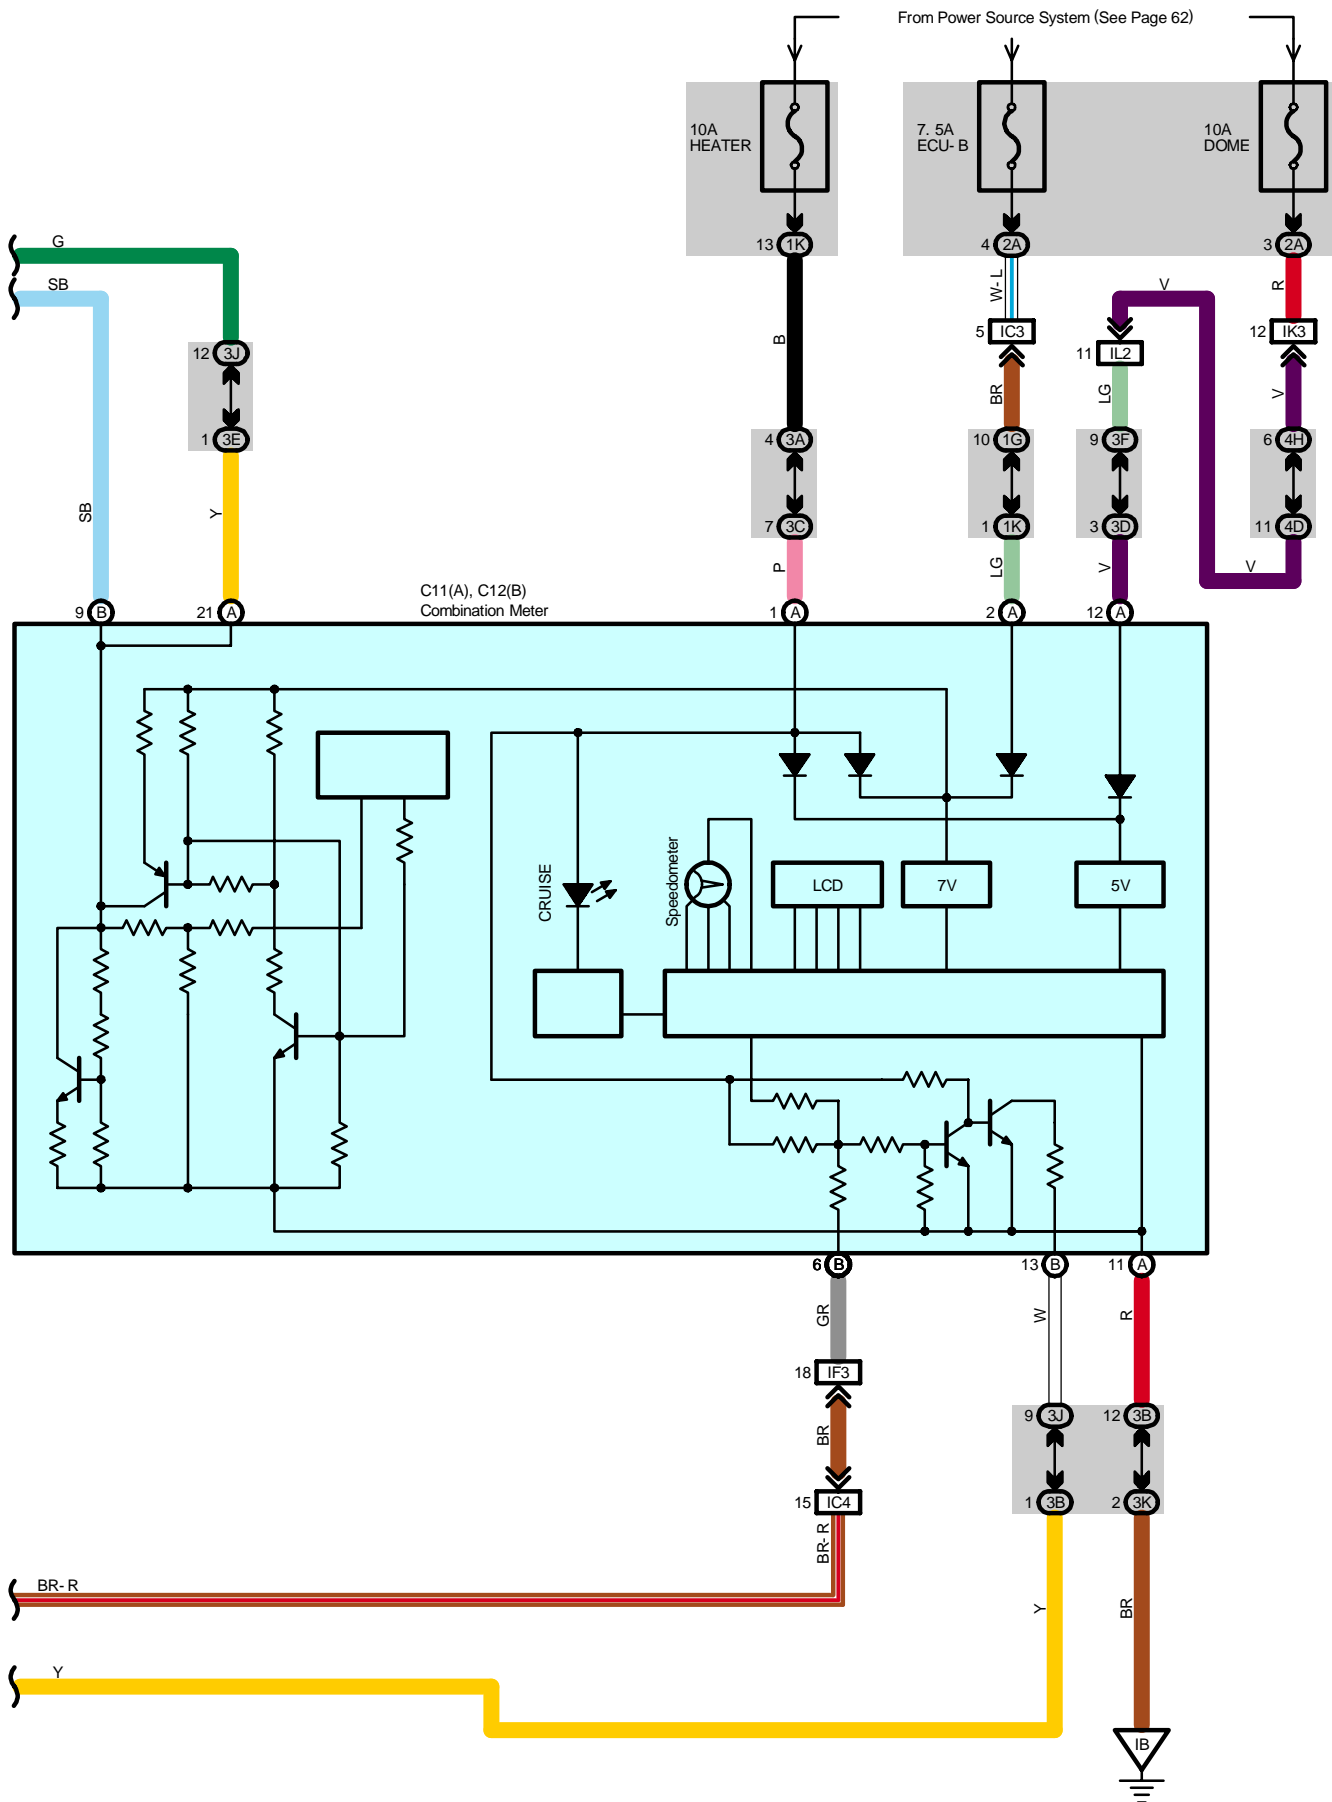 From Power Source System (See Page 62)
10A
HEATER
7. 5A
ECU- B
10A
DOME
13 1K
4 2A
3 2A
G
SB
W- L
V
R
12 3J
5 IC3
11 IL2
12 IK3
B
BR
LG
V
1 3E
4 3A
10 1G
9 3F
6 4H
SB
Y
7 3C
1 1K
3 3D
11 4D
P
LG
V
V
C11(A), C12(B)
Combination Meter
9 B
21 A
1 A
2 A
12 A
CRUISE
Speedometer
LCD
7V
5V
6 B
13 B
11 A
GR
W
R
18 IF3
9 3J
12 3B
BR
15 IC4
1 3B
2 3K
BR- R
BR- R
Y
BR
Y
IB